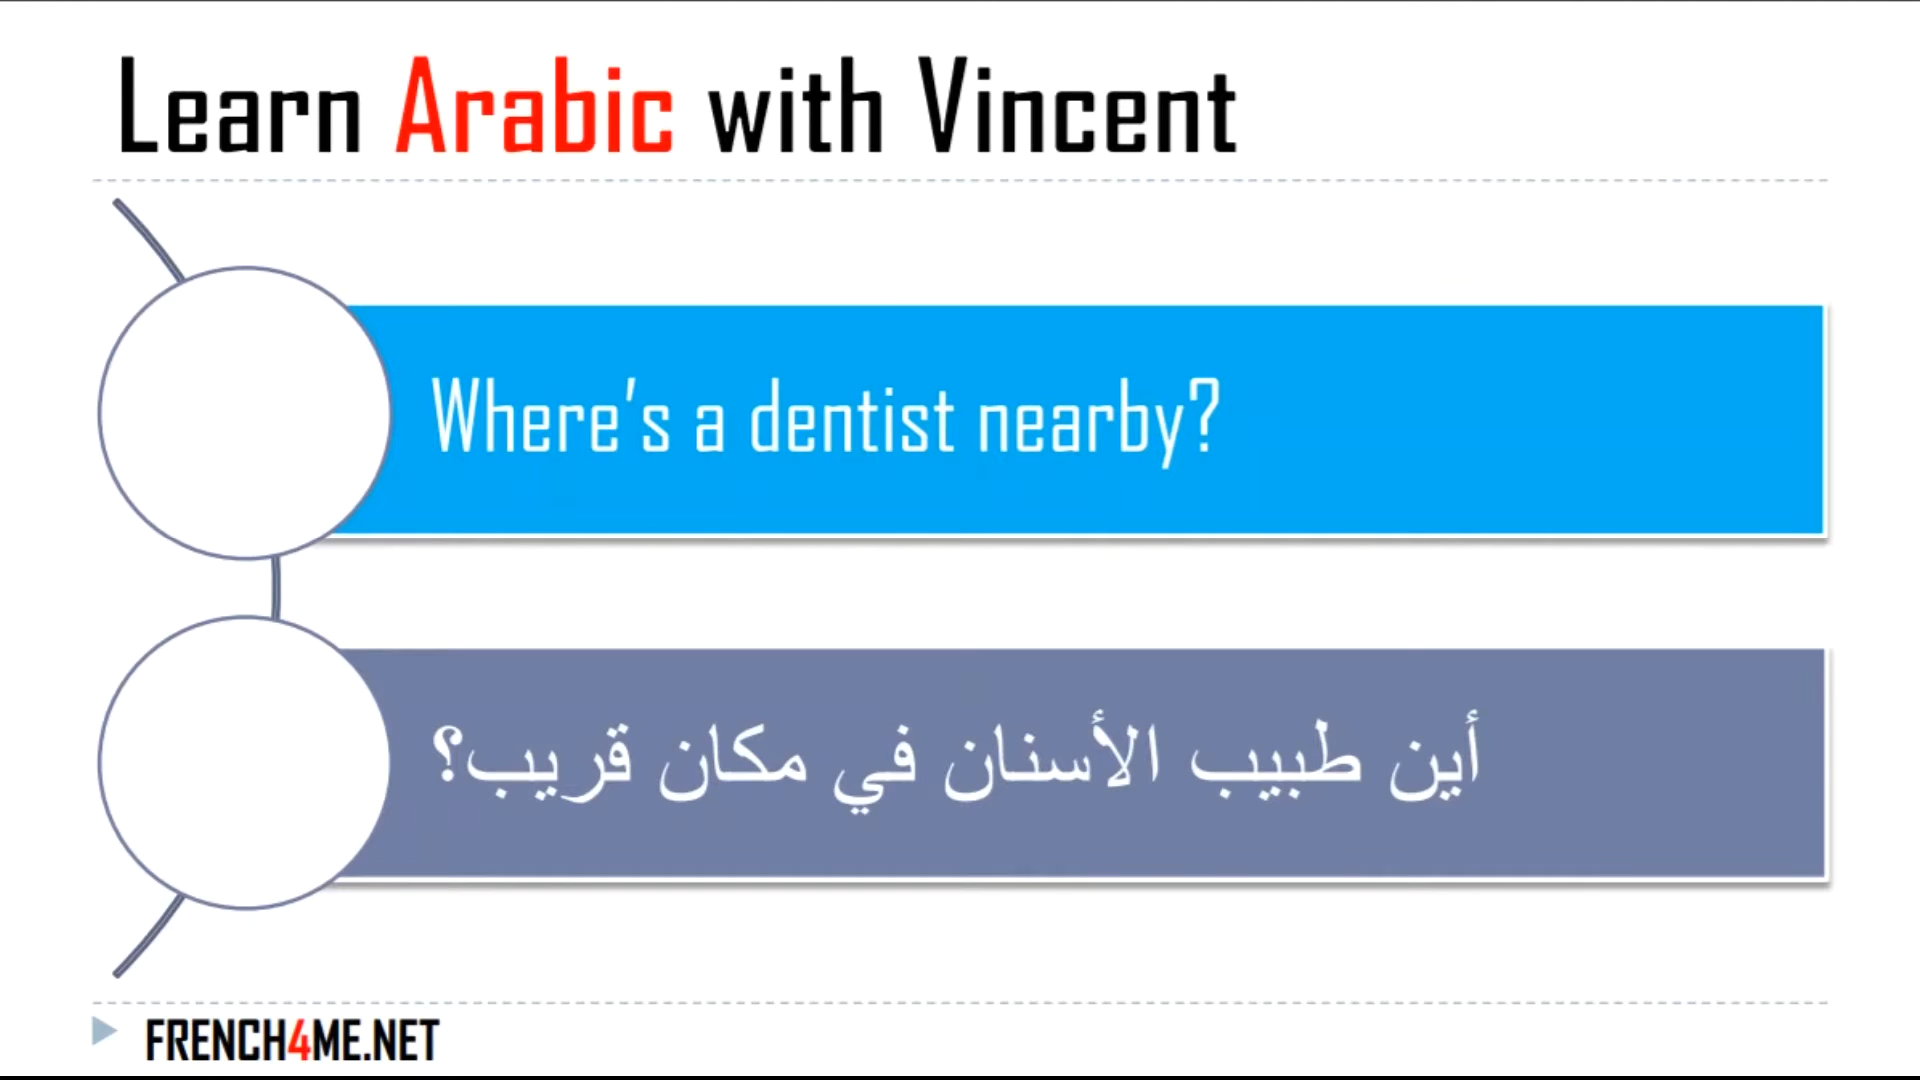 Learn Arabic with Vincent
Where's a dentist nearby?
أين طبيب الأسنان في مكان قريب؟
FRENCH4ME.NET